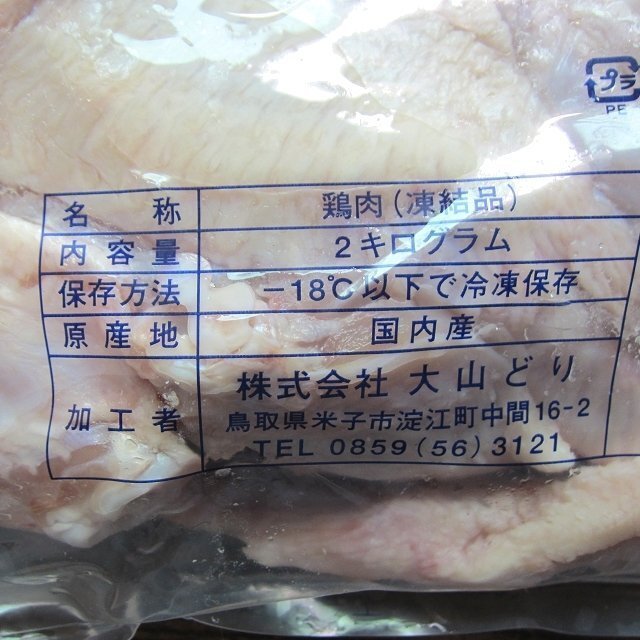 プラ
PE
名称 鶏肉(凍結品)
内容量 2キログラム
保存方法 -18℃以下で冷凍保存
原産地 国内産
加工者 株式会社 大山どり
鳥取県米子市淀江町中間16-2
TEL 0859(56)3121